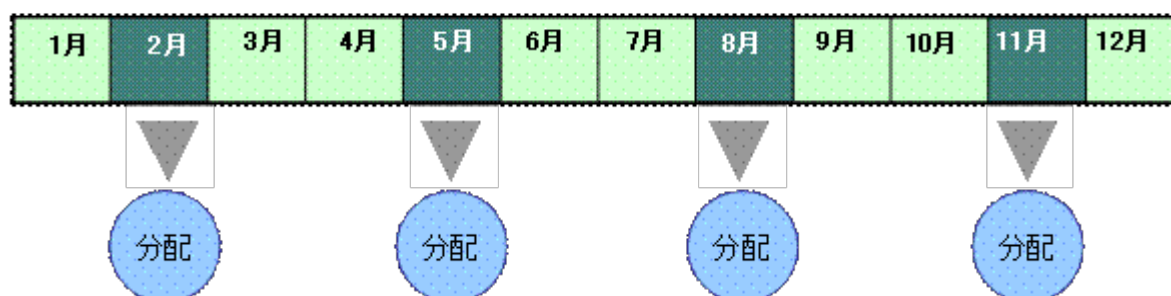 1月 2月 3月 4月 5月 6月 7月 8月 9月 10月 11月 12月
分配 分配 分配 分配